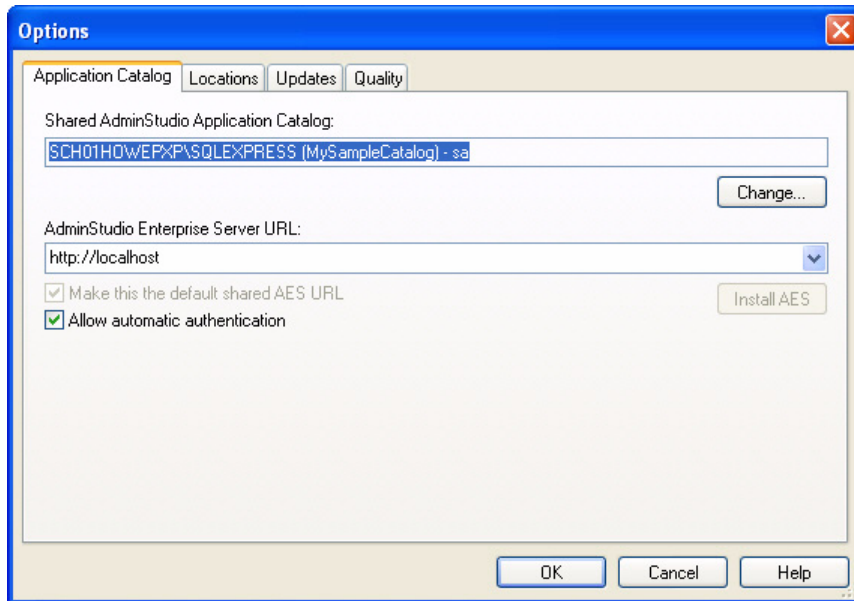 Options
Application Catalog Locations Updates Quality
Shared AdminStudio Application Catalog:
SCH01HOWEPXP\SQLEXPRESS (MySampleCatalog) - sa
Change...
AdminStudio Enterprise Server URL:
http://localhost
Make this the default shared AES URL
Install AES
Allow automatic authentication
OK Cancel Help